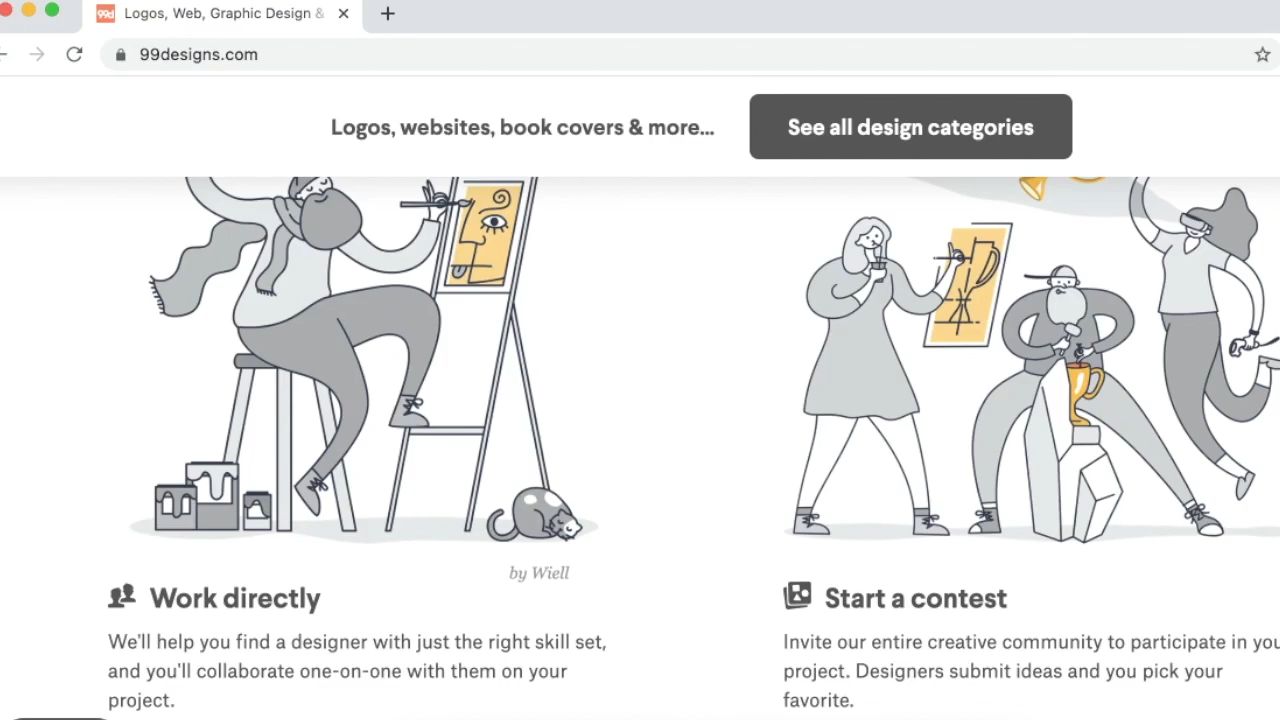 99d Logos, Web, Graphic Design &
99designs.com
Logos, websites, book covers & more...
See all design categories
by Wiell
Work directly
We'll help you find a designer with just the right skill set,
and you'll collaborate one-on-one with them on your
project.
Start a contest
Invite our entire creative community to participate in you
project. Designers submit ideas and you pick your
favorite.